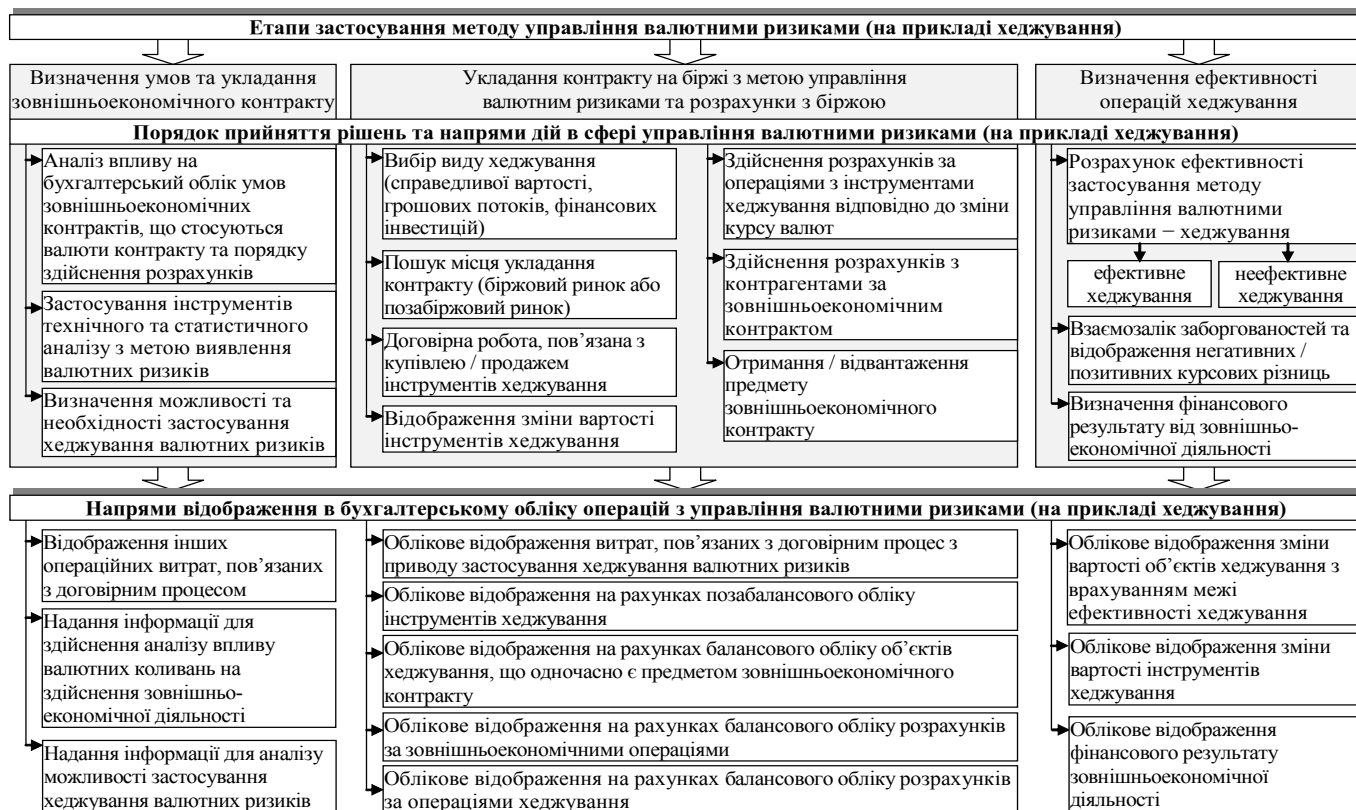 Етапи застосування методу управління валютними ризиками (на прикладі хеджування)
Визначення умов та укладання
зовнішньоекономічного контракту
Укладання контракту на біржі з метою управління
валютним ризиками та розрахунки з біржою
Визначення ефективності
операцій хеджування
Порядок прийняття рішень та напрями дій в сфері управління валютними ризиками (на прикладі хеджування)
Аналіз впливу на
бухгалтерський облік умов
зовнішньоекономічних
контрактів, що стосуються
валюти контракту та порядку
здійснення розрахунків
Застосування інструментів
технічного та статистичного
аналізу з метою виявлення
валютних ризиків
Визначення можливості та
необхідності застосування
хеджування валютних ризиків
Вибір виду хеджування
(справедливої вартості,
грошових потоків, фінансових
інвестицій)
Пошук місця укладання
контракту (біржовий ринок або
позабіржовий ринок)
Договірна робота, пов’язана з
купівлею / продажем
інструментів хеджування
Відображення зміни вартості
інструментів хеджування
Здійснення розрахунків за
операціями з інструментами
хеджування відповідно до зміни
курсу валют
Здійснення розрахунків з
контрагентами за
зовнішньоекономічним
контрактом
Отримання / відвантаження
предмету
зовнішньоекономічного
контракту
Розрахунок ефективності
застосування методу
управління валютними
ризиками − хеджування
ефективне
хеджування
неефективне
хеджування
Взаємозалік заборгованостей та
відображення негативних /
позитивних курсових різниць
Визначення фінансового
результату від зовнішньо-
економічної діяльності
Напрями відображення в бухгалтерському обліку операцій з управління валютними ризиками (на прикладі хеджування)
Відображення інших
операційних витрат, пов’язаних
з договірним процесом
Надання інформації для
здійснення аналізу впливу
валютних коливань на
здійснення зовнішньо-
економічної діяльності
Надання інформації для аналізу
можливості застосування
хеджування валютних ризиків
Облікове відображення витрат, пов’язаних з договірним процес з
приводу застосування хеджування валютних ризиків
Облікове відображення на рахунках позабалансового обліку
інструментів хеджування
Облікове відображення на рахунках балансового обліку об’єктів
хеджування, що одночасно є предметом зовнішньоекономічного
контракту
Облікове відображення на рахунках балансового обліку розрахунків
за зовнішньоекономічними операціями
Облікове відображення на рахунках балансового обліку розрахунків
за операціями хеджування
Облікове відображення зміни
вартості об’єктів хеджування з
врахуванням межі
ефективності хеджування
Облікове відображення зміни
вартості інструментів
хеджування
Облікове відображення
фінансового результату
зовнішньоекономічної
діяльності